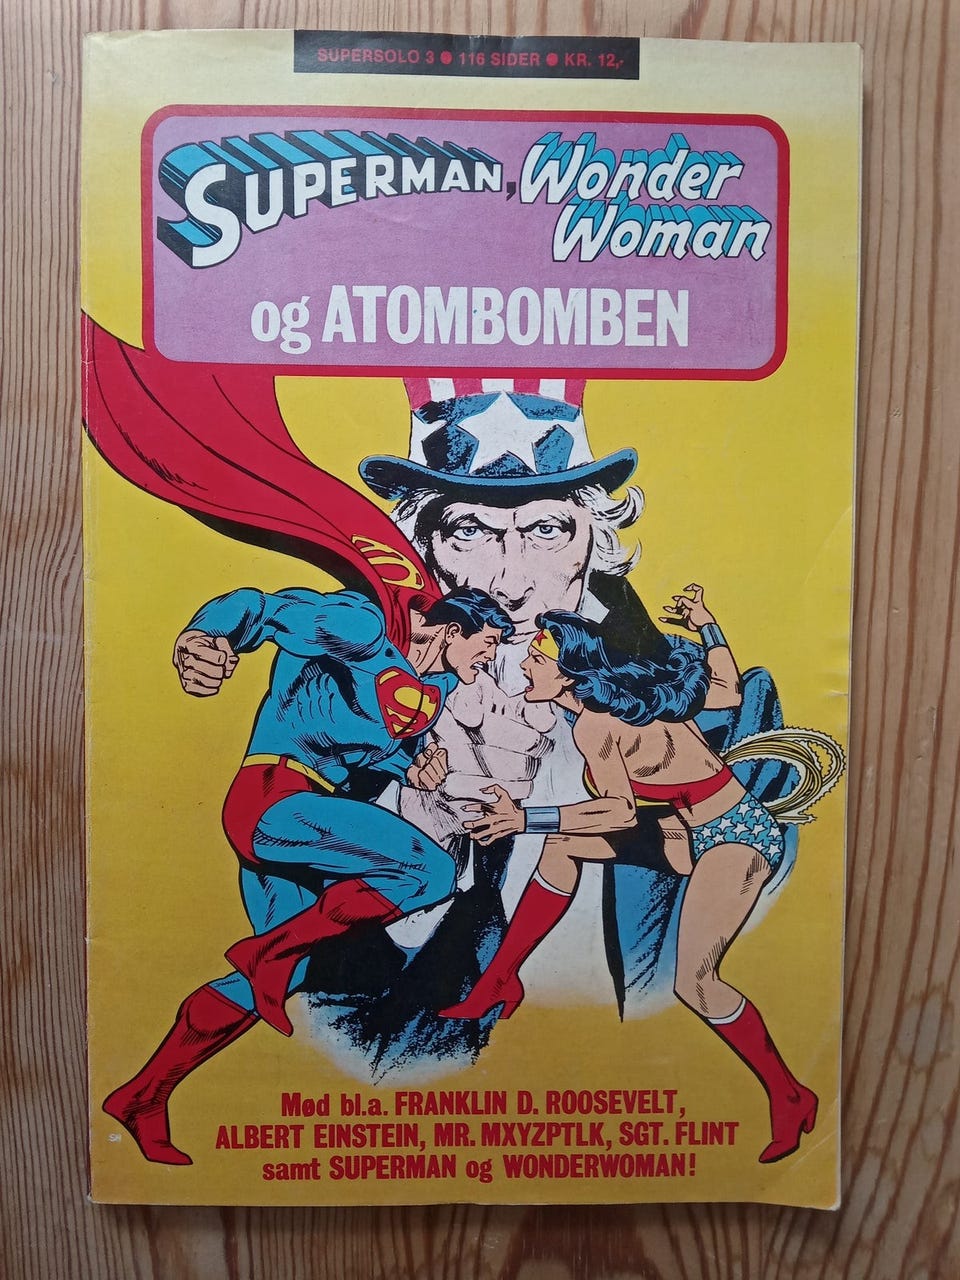 SUPERSOLO 3 ● 116 SIDER ● KR. 12,-
SUPERMAN, Wonder
Woman
og ATOMBOMBEN
S
Mød bl.a. FRANKLIN D. ROOSEVELT,
ALBERT EINSTEIN, MR. MXYZPTLK, SGT. FLINT
samt SUPERMAN og WONDERWOMAN!
SH